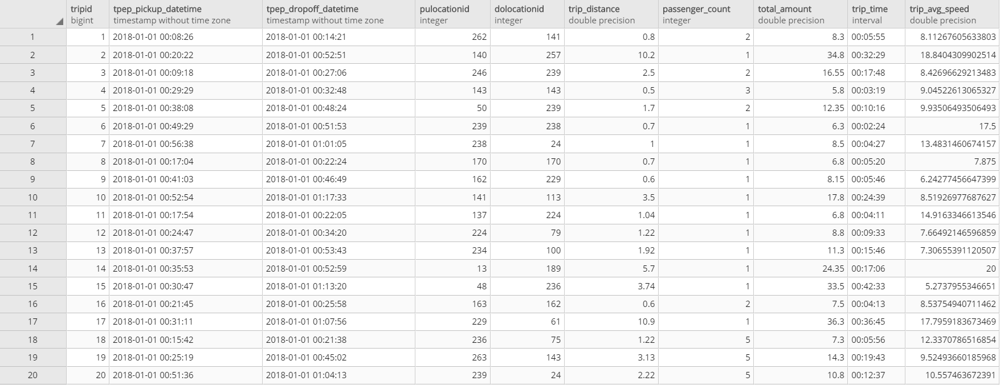 tripid tpep_pickup_datetime tpep_dropoff_datetime pulocationid dolocationid trip_distance passenger_count total_amount trip_time trip_avg_speed
bigint timestamp without time zone timestamp without time zone integer integer double precision integer double precision interval double precision
1 1 2018-01-01 00:08:26 2018-01-01 00:14:21 262 141 0.8 2 8.3 00:05:55 8.11267605633803
2 2 2018-01-01 00:20:22 2018-01-01 00:52:51 140 257 10.2 1 34.8 00:32:29 18.8404309902514
3 3 2018-01-01 00:09:18 2018-01-01 00:27:06 246 239 2.5 2 16.55 00:17:48 8.42696629213483
4 4 2018-01-01 00:29:29 2018-01-01 00:32:48 143 143 0.5 3 5.8 00:03:19 9.04522613065327
5 5 2018-01-01 00:38:08 2018-01-01 00:48:24 50 239 1.7 2 12.35 00:10:16 9.93506493506493
6 6 2018-01-01 00:49:29 2018-01-01 00:51:53 239 238 0.7 1 6.3 00:02:24 17.5
7 7 2018-01-01 00:56:38 2018-01-01 01:01:05 238 24 1 1 8.5 00:04:27 13.4831460674157
8 8 2018-01-01 00:17:04 2018-01-01 00:22:24 170 170 0.7 1 6.8 00:05:20 7.875
9 9 2018-01-01 00:41:03 2018-01-01 00:46:49 162 229 0.6 1 8.15 00:05:46 6.24277456647399
10 10 2018-01-01 00:52:54 2018-01-01 01:17:33 141 113 3.5 1 17.8 00:24:39 8.51926977687627
11 11 2018-01-01 00:17:54 2018-01-01 00:22:05 137 224 1.04 1 6.8 00:04:11 14.9163346613546
12 12 2018-01-01 00:24:47 2018-01-01 00:34:20 224 79 1.22 1 8.8 00:09:33 7.66492146596859
13 13 2018-01-01 00:37:57 2018-01-01 00:53:43 234 100 1.92 1 11.3 00:15:46 7.30655391120507
14 14 2018-01-01 00:35:53 2018-01-01 00:52:59 13 189 5.7 1 24.35 00:17:06 20
15 15 2018-01-01 00:30:47 2018-01-01 01:13:20 48 236 3.74 1 33.5 00:42:33 5.2737955346651
16 16 2018-01-01 00:21:45 2018-01-01 00:25:58 163 162 0.6 2 7.5 00:04:13 8.53754940711462
17 17 2018-01-01 00:31:11 2018-01-01 01:07:56 229 61 10.9 1 36.3 00:36:45 17.7959183673469
18 18 2018-01-01 00:15:42 2018-01-01 00:21:38 236 75 1.22 5 7.3 00:05:56 12.3370786516854
19 19 2018-01-01 00:25:19 2018-01-01 00:45:02 263 143 3.13 5 14.3 00:19:43 9.52493660185968
20 20 2018-01-01 00:51:36 2018-01-01 01:04:13 239 24 2.22 5 10.8 00:12:37 10.557463672391